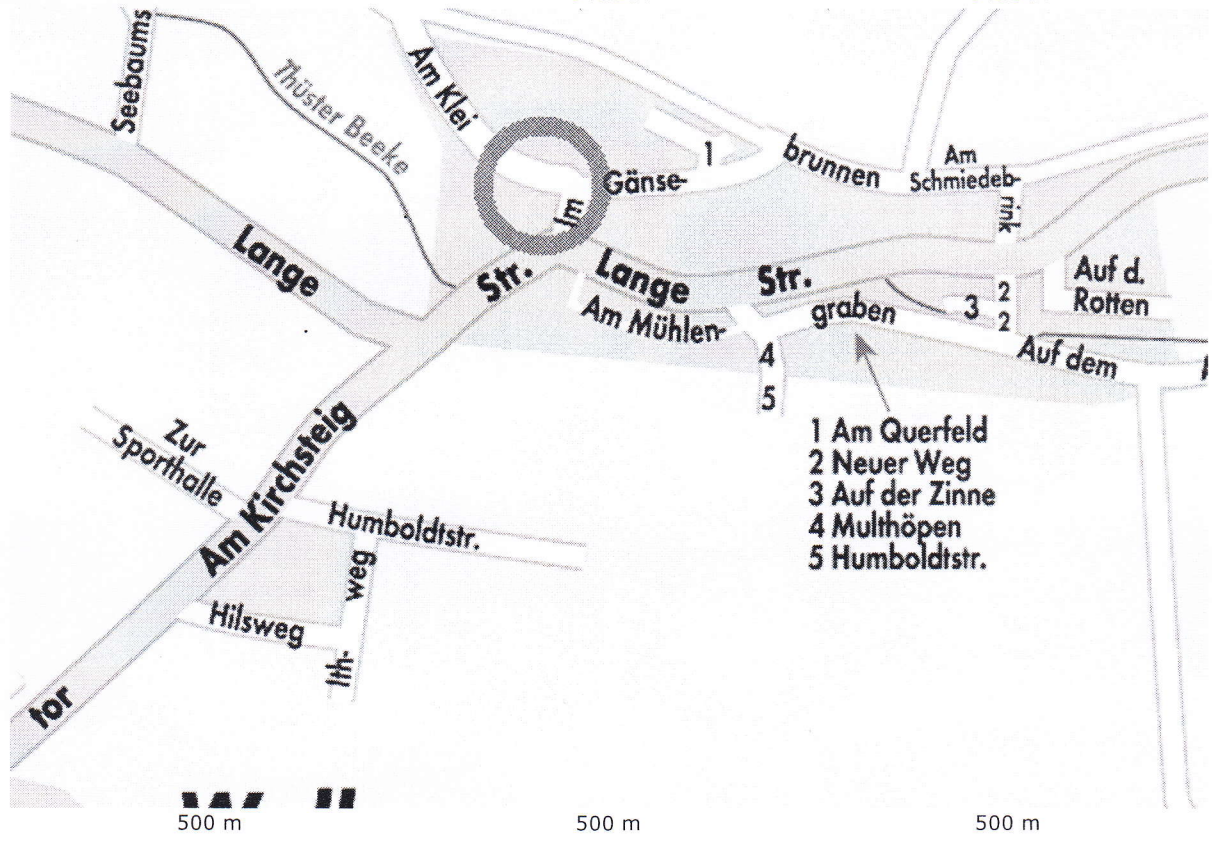 Seebaums
Thüster Beeke
Am Klei
1
Gänse-
brunnen
Am
Schmiedeb-
rink
Im
Lange
Str.
Lange
Str.
Am Mühlen-
graben
3
2
2
Auf d.
Rotten
Auf dem
4
5
1 Am Querfeld
2 Neuer Weg
3 Auf der Zinne
4 Multhöpen
5 Humboldtstr.
Zur
Sporthalle
Am Kirchsteig
Humboldtstr.
weg
Hilsweg
Ith-
tor
500 m
500 m
500 m